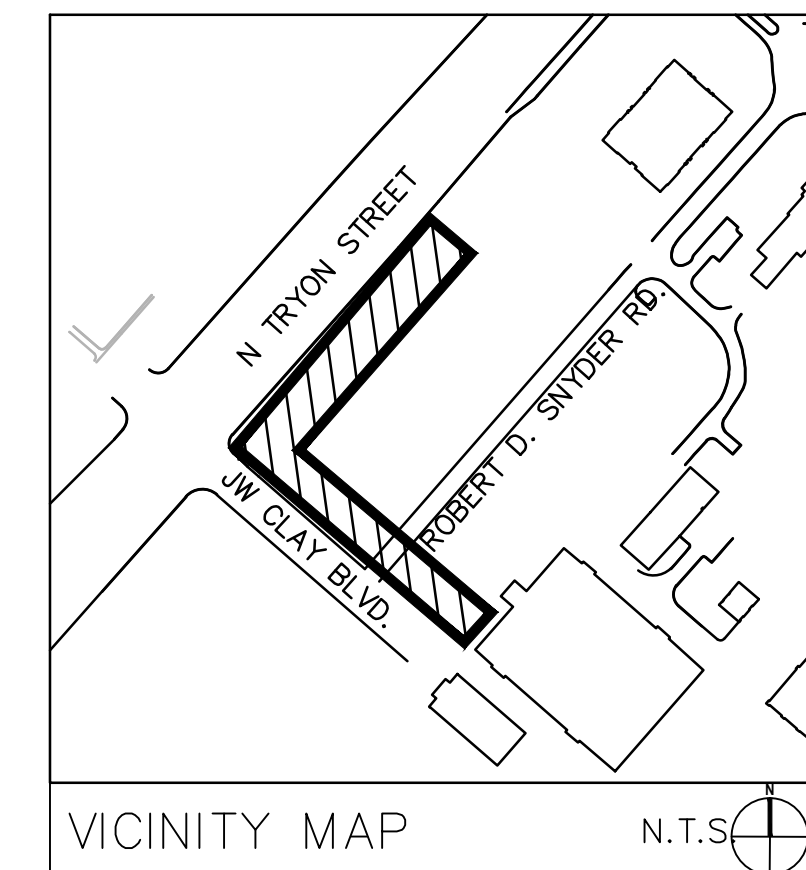 N TRYON STREET
ROBERT D. SNYDER RD.
JW CLAY BLVD.
VICINITY MAP
N.T.S.
N